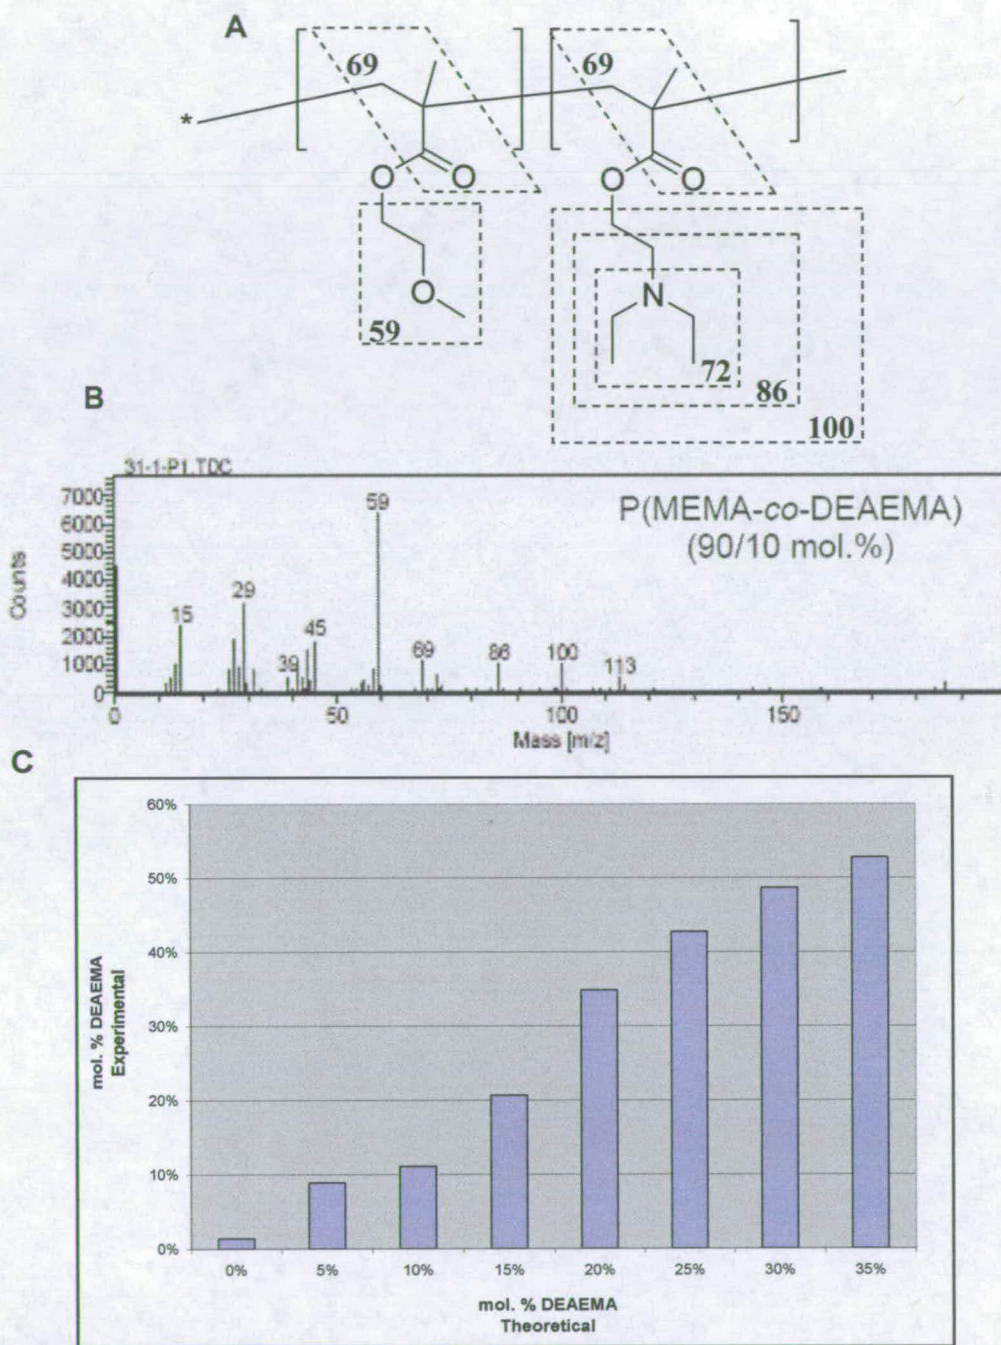 A
69
69
*
O
O
O
O
O
N
59
72
86
100
B
31-1-P1.TDC
P(MEMA-co-DEAEMA)
(90/10 mol.%)
Counts
7000
6000
5000
4000
3000
2000
1000
0
15
29
39
45
59
69
86
100
113
0
50
100
150
Mass [m/z]
C
mol. % DEAEMA
Experimental
60%
50%
40%
30%
20%
10%
0%
0%
5%
10%
15%
20%
25%
30%
35%
mol. % DEAEMA
Theoretical